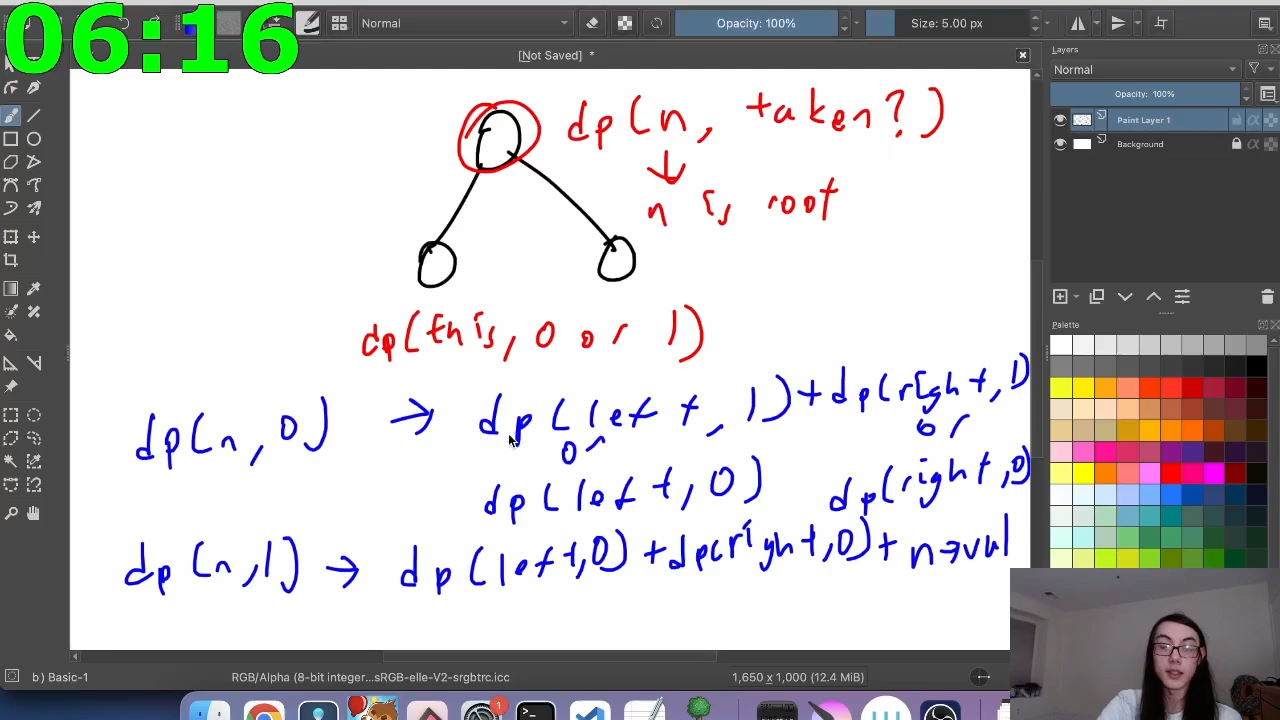 06:16
Normal
Opacity: 100%
Size: 5.00 px
[Not Saved] *
Layers
Normal
Opacity: 100%
Paint Layer 1
Background
Palette
dp(n, taken?)
n is root
dp(this, 0 or 1)
dp(n, 0) → dp(left, 1) + dp(right, 1)
or or
dp(left, 0) dp(right, 0)
dp(n, 1) → dp(left, 0) + dp(right, 0) + n→val
b) Basic-1
RGB/Alpha (8-bit integer...sRGB-elle-V2-srgbtrc.icc
1,650 x 1,000 (12.4 MiB)
1